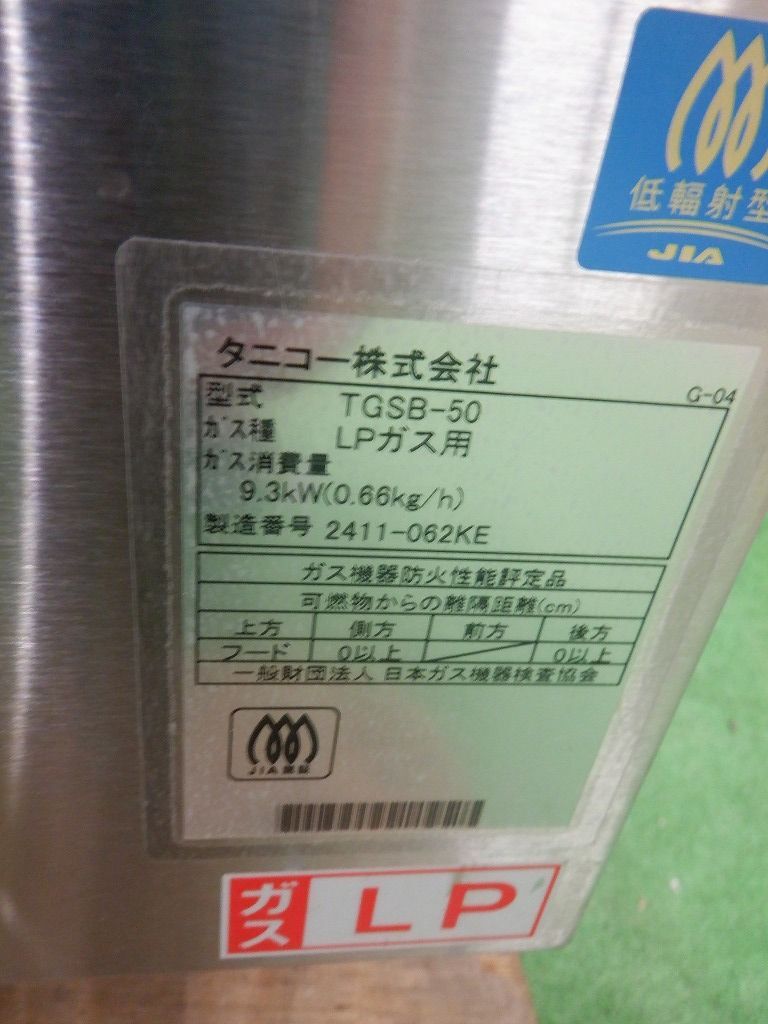 低輻射型
JIA
タニコー株式会社
G-04
型式 TGSB-50
ガス種 LPガス用
ガス消費量
9.3kW(0.66kg/h)
製造番号 2411-062KE
ガス機器防火性能評定品
可燃物からの離隔距離(cm)
上方 側方 前方 後方
フード 0以上 0以上
一般財団法人 日本ガス機器検査協会
JIA認証
ガス LP